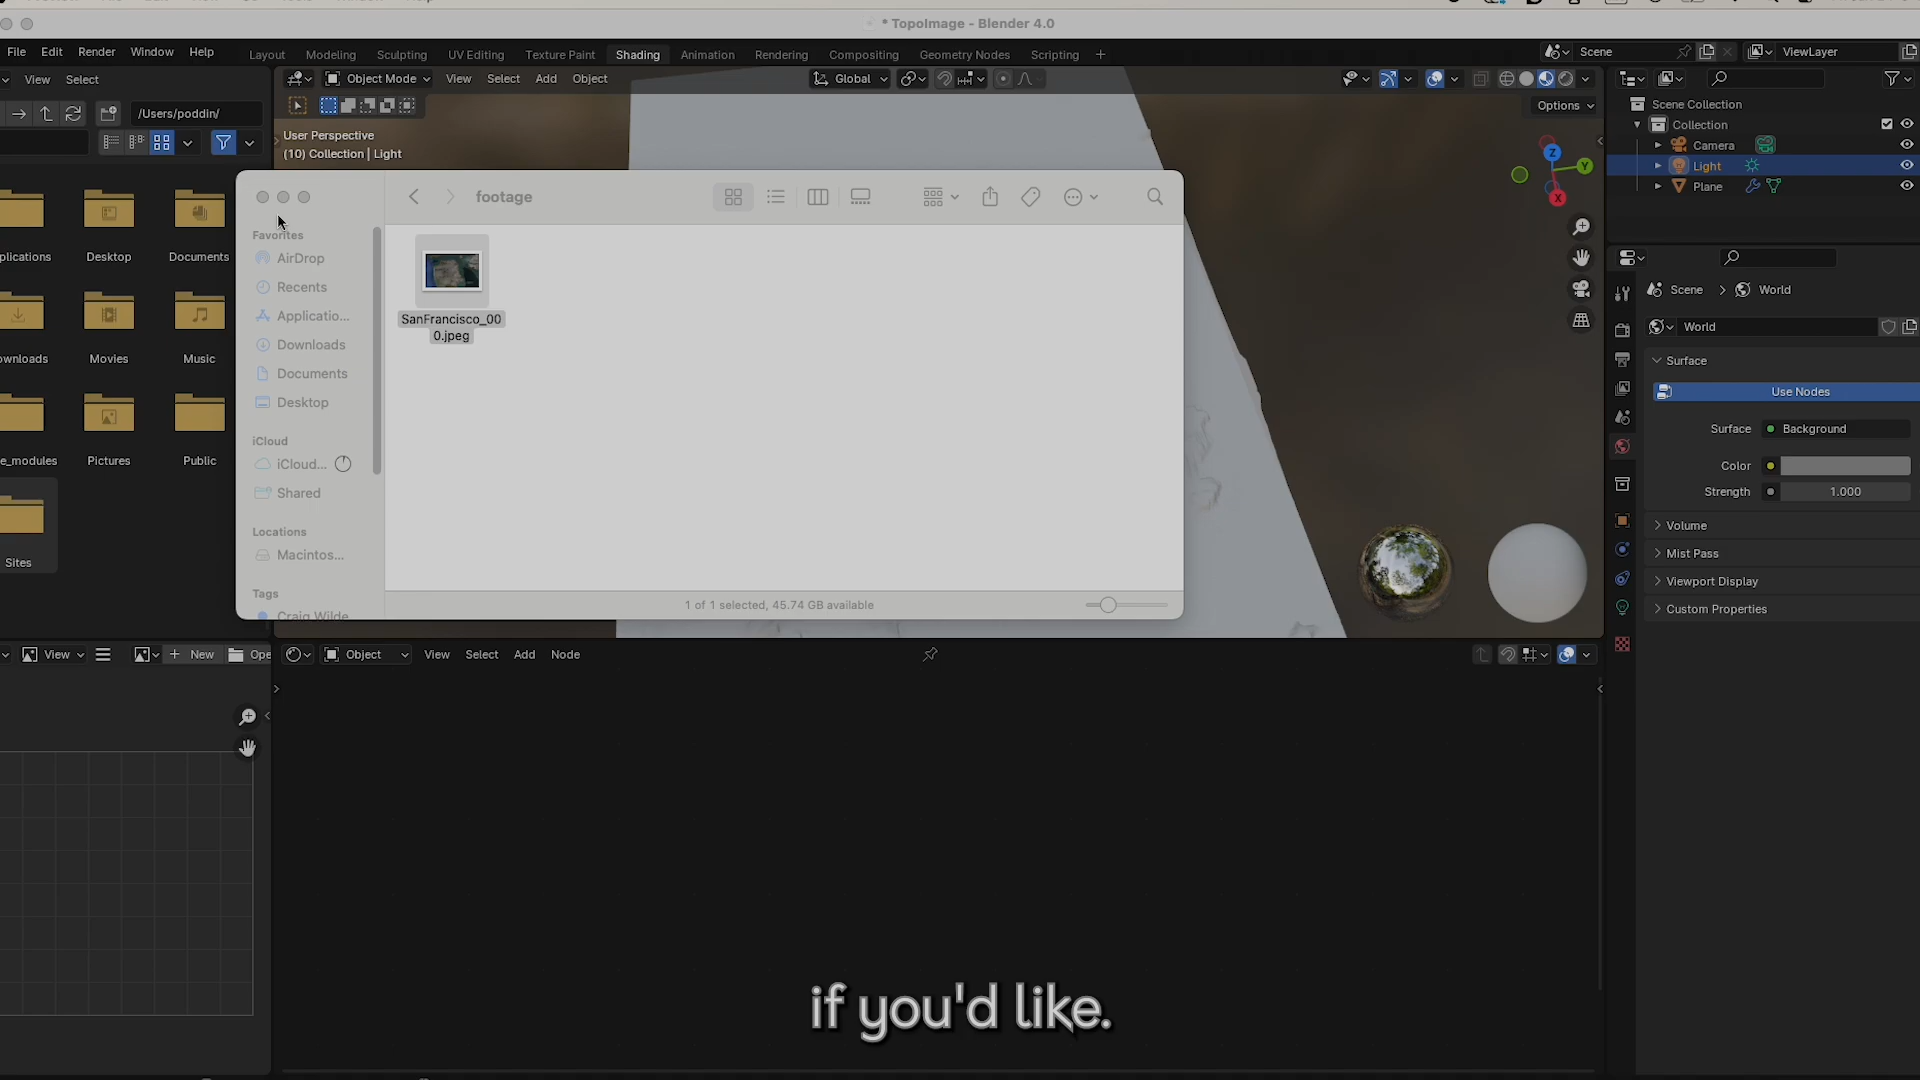 * TopoImage - Blender 4.0
File Edit Render Window Help
Layout Modeling Sculpting UV Editing Texture Paint Shading Animation Rendering Compositing Geometry Nodes Scripting +
Scene
ViewLayer
View Select
Object Mode View Select Add Object
Global
/Users/poddin/
Options
User Perspective
(10) Collection | Light
Scene Collection
Collection
Camera
Light
Plane
plications Desktop Documents
ownloads Movies Music
e_modules Pictures Public
Sites
footage
Favorites
AirDrop
Recents
Applicatio...
Downloads
Documents
Desktop
iCloud
iCloud...
Shared
Locations
Macintos...
Tags
Craig Wilde
SanFrancisco_00
0.jpeg
1 of 1 selected, 45.74 GB available
Z
Y
X
Scene > World
World
Surface
Use Nodes
Surface Background
Color
Strength 1.000
Volume
Mist Pass
Viewport Display
Custom Properties
View + New Ope
Object View Select Add Node
if you'd like.